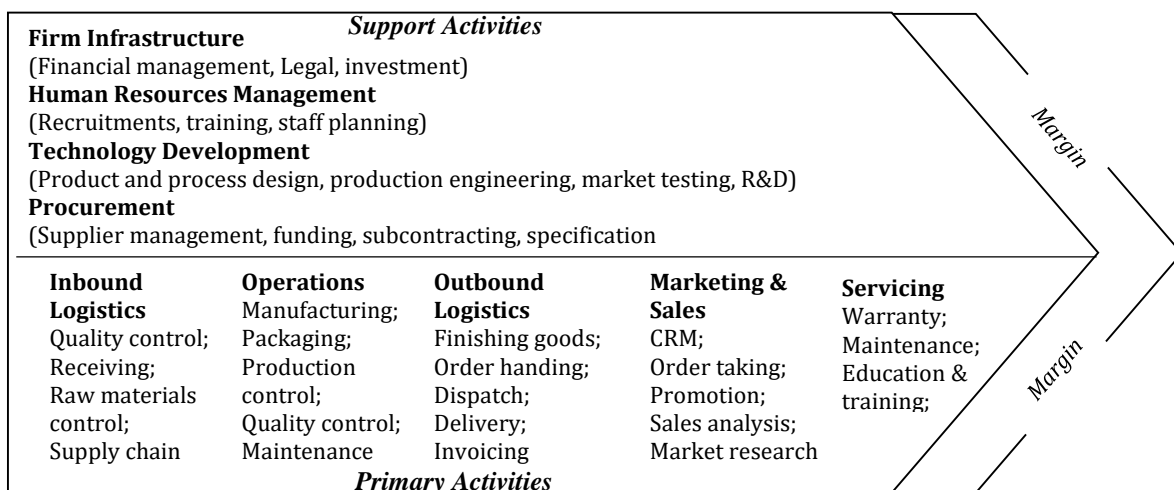 Support Activities
Firm Infrastructure
(Financial management, Legal, investment)
Human Resources Management
(Recruitments, training, staff planning)
Technology Development
(Product and process design, production engineering, market testing, R&D)
Procurement
(Supplier management, funding, subcontracting, specification
Margin
Inbound
Logistics
Quality control;
Receiving;
Raw materials
control;
Supply chain
Operations
Manufacturing;
Packaging;
Production
control;
Quality control;
Maintenance
Outbound
Logistics
Finishing goods;
Order handing;
Dispatch;
Delivery;
Invoicing
Marketing &
Sales
CRM;
Order taking;
Promotion;
Sales analysis;
Market research
Servicing
Warranty;
Maintenance;
Education &
training;
Margin
Primary Activities